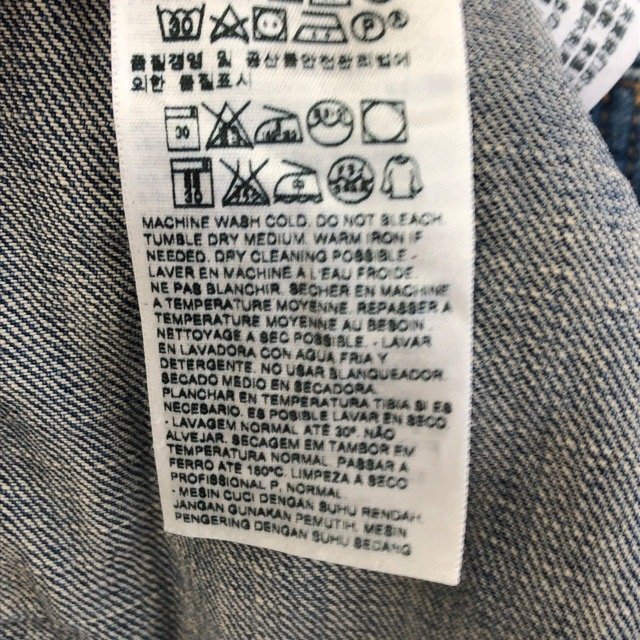 품질경영 및 공산품안전관리법에
의한 품질표시
30
MACHINE WASH COLD. DO NOT BLEACH.
TUMBLE DRY MEDIUM. WARM IRON IF
NEEDED. DRY CLEANING POSSIBLE. -
LAVER EN MACHINE A L'EAU FROIDE.
NE PAS BLANCHIR. SECHER EN MACHINE
A TEMPERATURE MOYENNE. REPASSER A
TEMPERATURE MOYENNE AU BESOIN.
NETTOYAGE A SEC POSIBLE. - LAVAR
EN LAVADORA CON AGUA FRIA Y
DETERGENTE. NO USAR BLANQUEADOR.
SECADO MEDIO EN SECADORA.
PLANCHAR EN TEMPERATURA TIBIA SI ES
NECESARIO. ES POSIBLE LAVAR EN SECO
LAVAGEM NORMAL ATE 30°. NÃO
ALVEJAR. SECAGEM EM TAMBOR EM
TEMPERATURA NORMAL. PASSAR A
FERRO ATE 150°C. LIMPEZA A SECO
PROFESSIONAL P, NORMAL
- MESIN CUCI DENGAN SUHU RENDAH.
JANGAN GUNAKAN PEMUTIH. MESIN
PENGERING DENGAN SUHU SEDANG